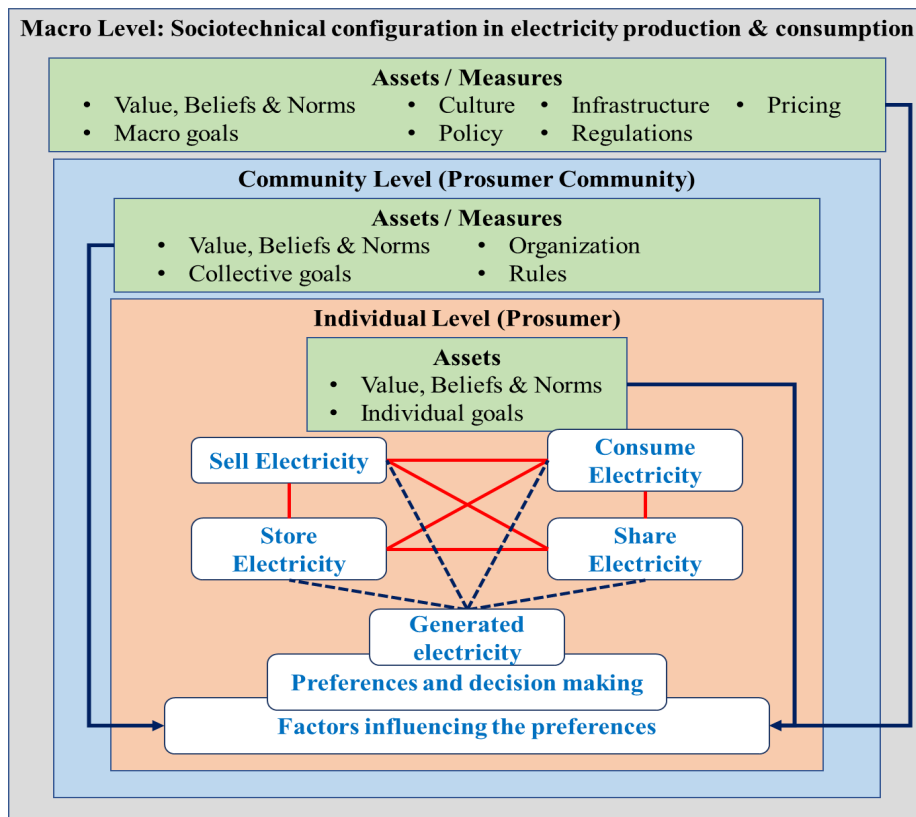 Macro Level: Sociotechnical configuration in electricity production & consumption
Assets / Measures
• Value, Beliefs & Norms • Culture • Infrastructure • Pricing
• Macro goals • Policy • Regulations
Community Level (Prosumer Community)
Assets / Measures
• Value, Beliefs & Norms • Organization
• Collective goals • Rules
Individual Level (Prosumer)
Assets
• Value, Beliefs & Norms
• Individual goals
Sell Electricity
Consume
Electricity
Store
Electricity
Share
Electricity
Generated
electricity
Preferences and decision making
Factors influencing the preferences